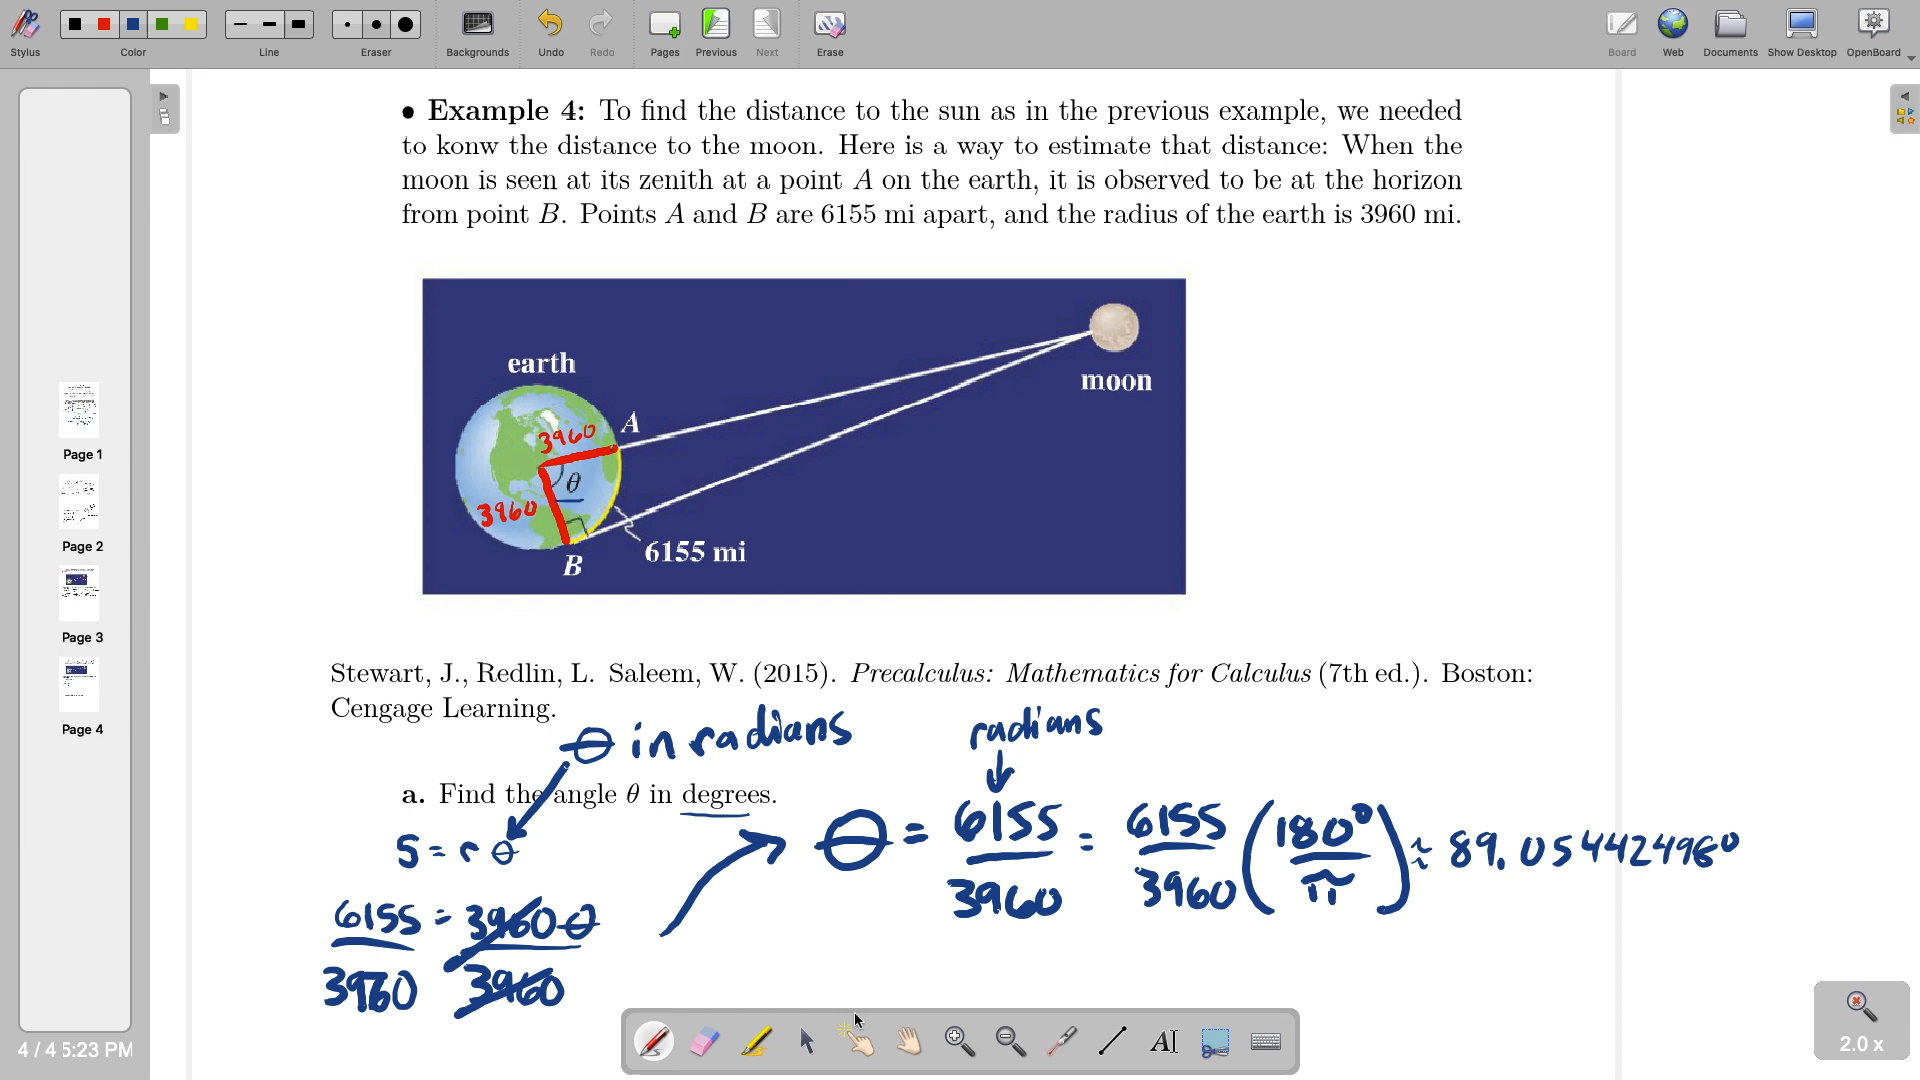 Stylus
Color
Line
Eraser
Backgrounds
Undo
Redo
Pages
Previous
Next
Erase
Board
Web
Documents
Show Desktop
OpenBoard
Page 1
Page 2
Page 3
Page 4
4 / 4 5:23 PM
• Example 4: To find the distance to the sun as in the previous example, we needed
to konw the distance to the moon. Here is a way to estimate that distance: When the
moon is seen at its zenith at a point A on the earth, it is observed to be at the horizon
from point B. Points A and B are 6155 mi apart, and the radius of the earth is 3960 mi.
earth
moon
A
3960
θ
3960
B
6155 mi
Stewart, J., Redlin, L. Saleem, W. (2015). Precalculus: Mathematics for Calculus (7th ed.). Boston:
Cengage Learning.
θ in radians
radians
a. Find the angle θ in degrees.
S = r θ
6155/3960 = 3960 θ/3960
θ = 6155/3960 = 6155/3960 (180°/π) ≈ 89.05442498°
AI
2.0 x